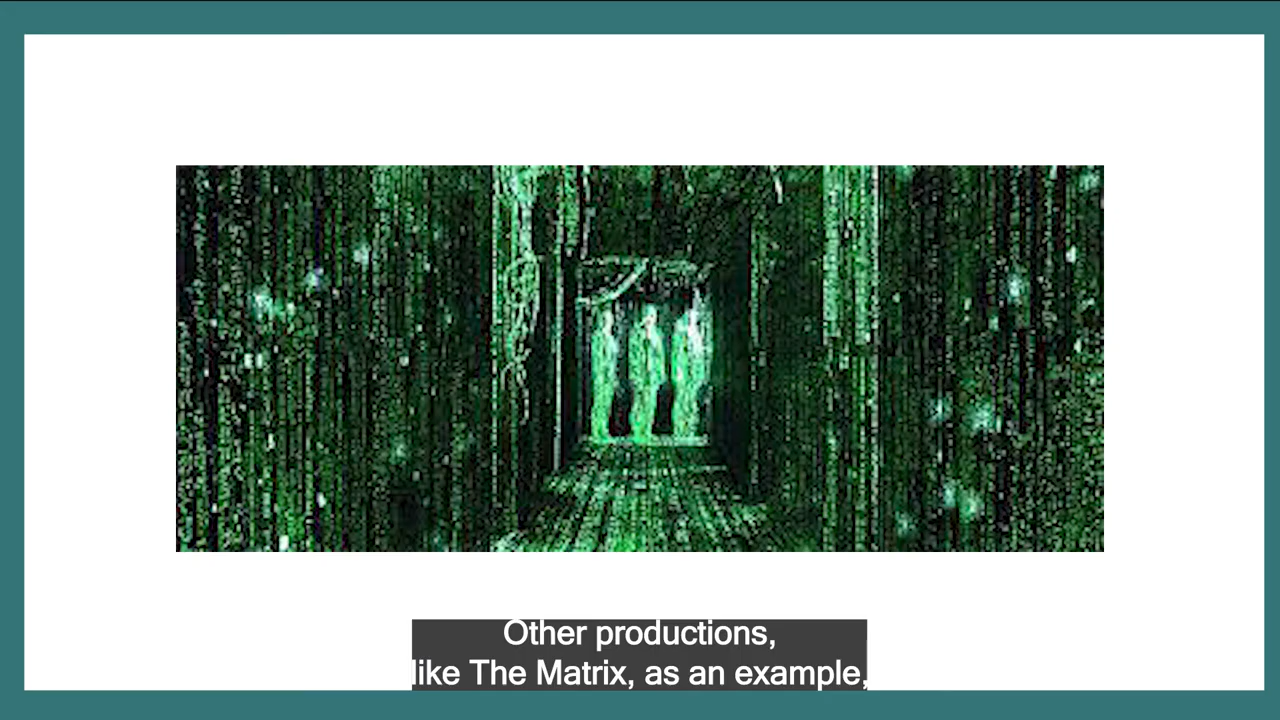 Other productions,
like The Matrix, as an example,